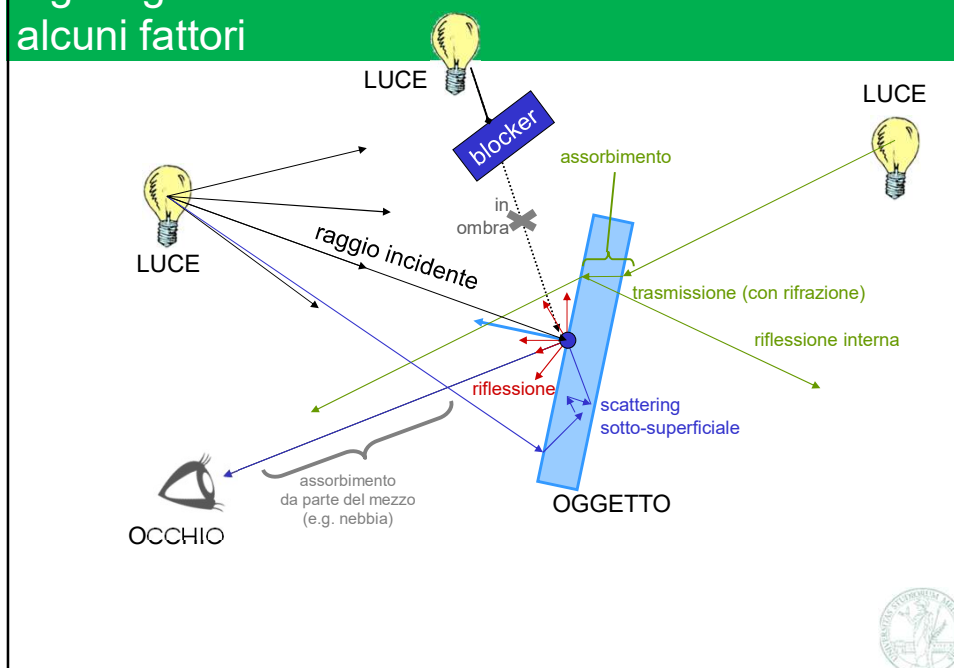 alcuni fattori
LUCE
LUCE
LUCE
blocker
assorbimento
in
ombra
raggio incidente
trasmissione (con rifrazione)
riflessione interna
riflessione
scattering
sotto-superficiale
assorbimento
da parte del mezzo
(e.g. nebbia)
OGGETTO
OCCHIO